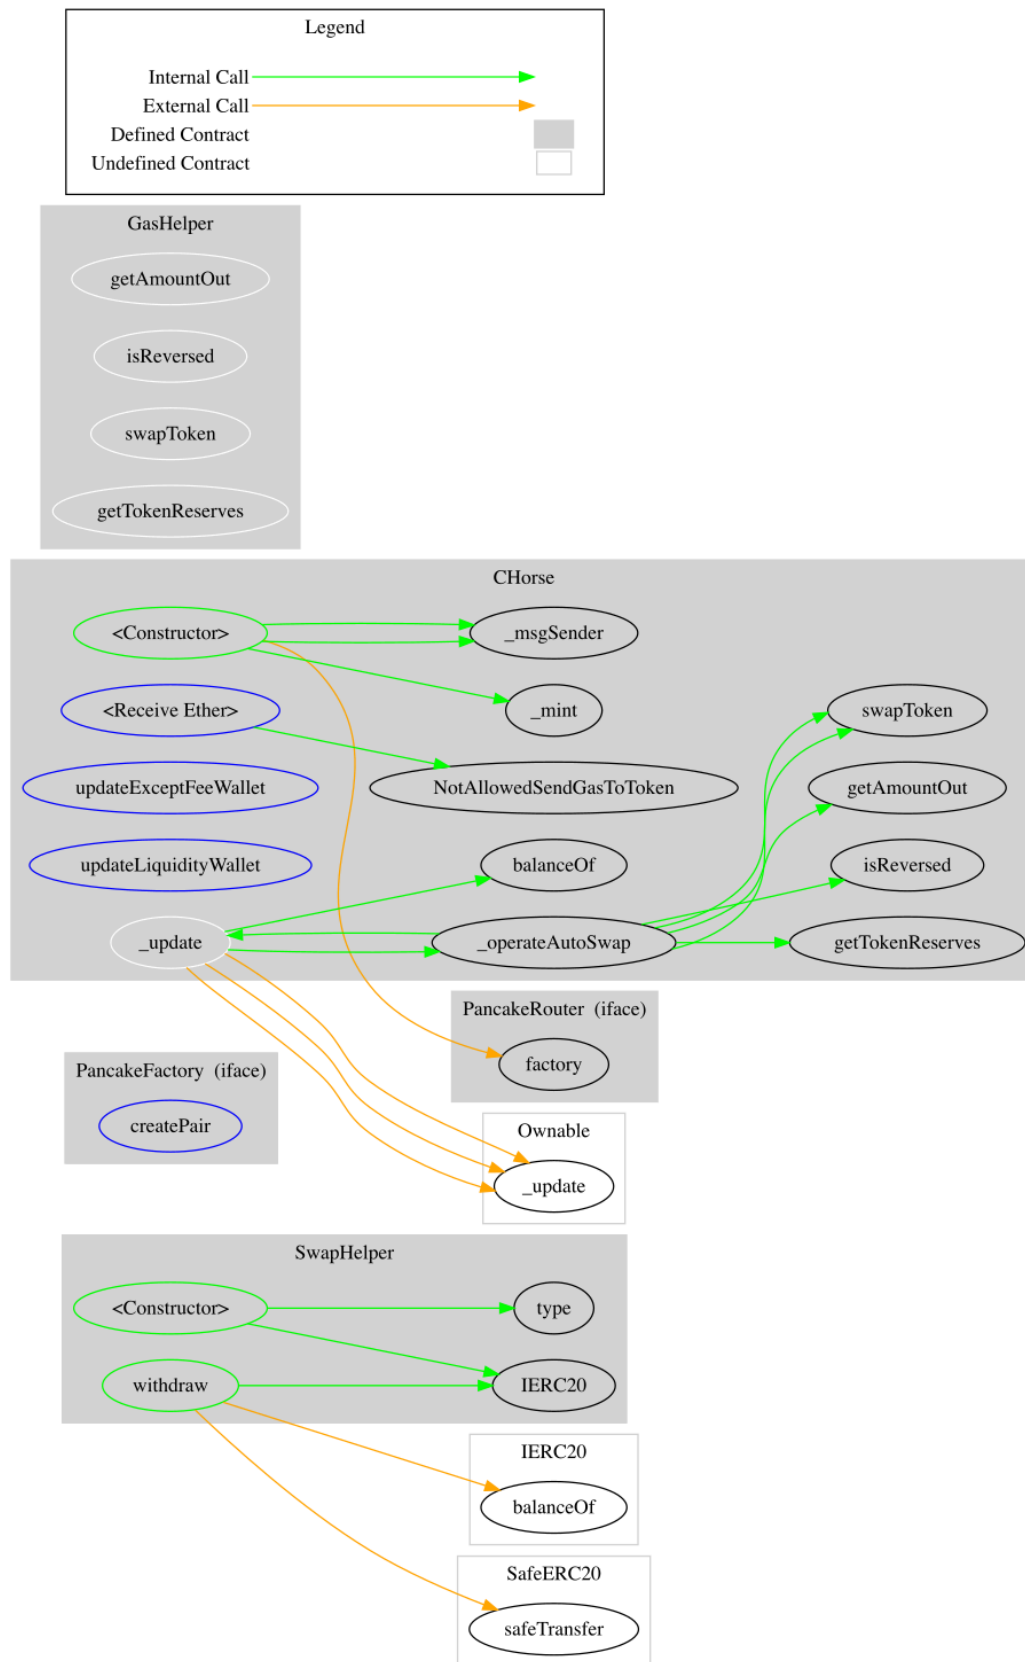 Legend
Internal Call
External Call
Defined Contract
Undefined Contract
GasHelper
getAmountOut
isReversed
swapToken
getTokenReserves
CHorse
<Constructor>
_msgSender
<Receive Ether>
_mint
swapToken
updateExceptFeeWallet
NotAllowedSendGasToToken
getAmountOut
updateLiquidityWallet
balanceOf
isReversed
_update
_operateAutoSwap
getTokenReserves
PancakeRouter (iface)
factory
PancakeFactory (iface)
createPair
Ownable
_update
SwapHelper
<Constructor>
type
withdraw
IERC20
IERC20
balanceOf
SafeERC20
safeTransfer